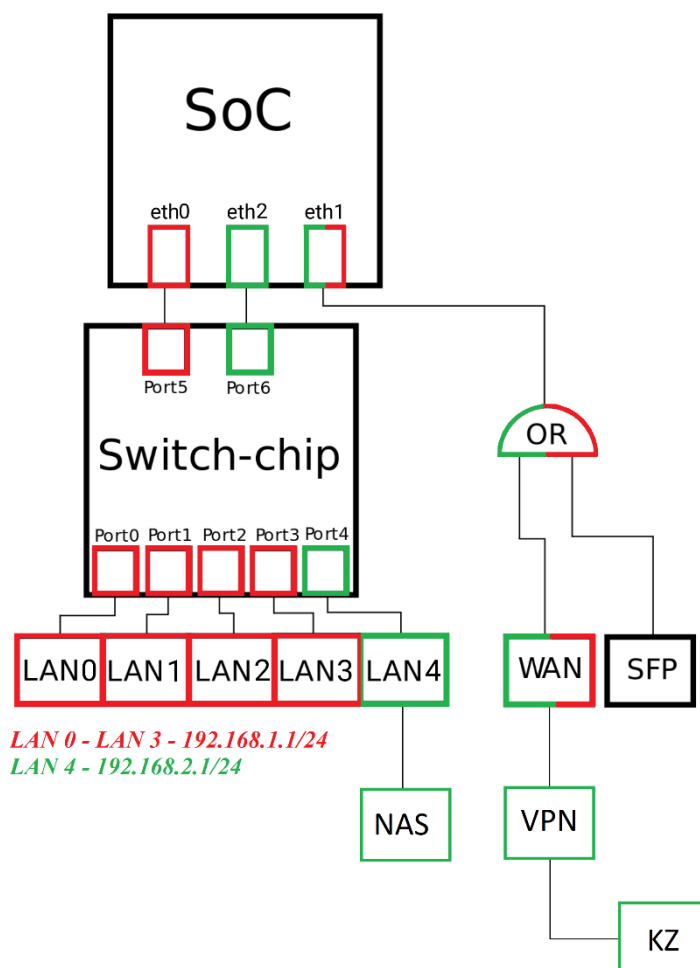 SoC
eth0 eth2 eth1
Port5 Port6
OR
Switch-chip
Port0 Port1 Port2 Port3 Port4
LAN0 LAN1 LAN2 LAN3 LAN4 WAN SFP
LAN 0 - LAN 3 - 192.168.1.1/24
LAN 4 - 192.168.2.1/24
NAS VPN
KZ